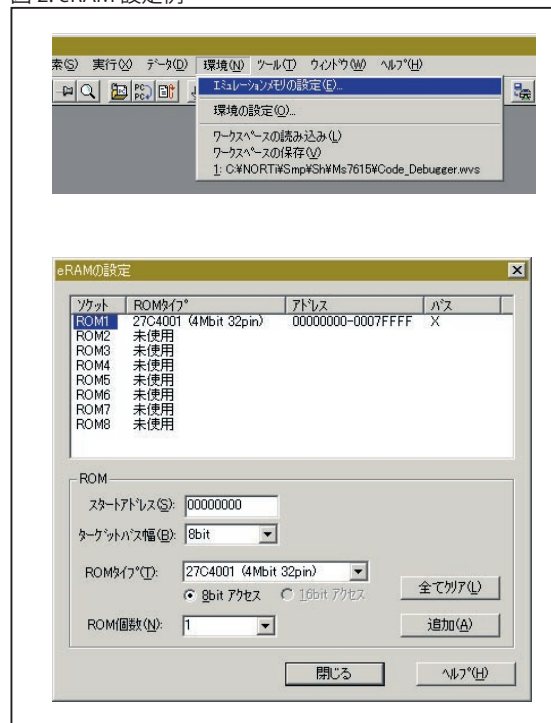 図 2. eRAM 設定例
索(S) 実行(X) ﾃﾞｰﾀ(D) 環境(N) ﾂｰﾙ(T) ｳｨﾝﾄﾞｳ(W) ﾍﾙﾌﾟ(H)
ｴﾐｭﾚｰｼｮﾝﾒﾓﾘの設定(E)...
環境の設定(O)...
ﾜｰｸｽﾍﾟｰｽの読み込み(L)
ﾜｰｸｽﾍﾟｰｽの保存(V)
1: C:¥NORTi¥Smp¥Sh¥Ms7615¥Code_Debugger.wvs
eRAMの設定
ｿｹｯﾄ ROMﾀｲﾌﾟ ｱﾄﾞﾚｽ ﾊﾞｽ
ROM1 27C4001 (4Mbit 32pin) 00000000-0007FFFF X
ROM2 未使用
ROM3 未使用
ROM4 未使用
ROM5 未使用
ROM6 未使用
ROM7 未使用
ROM8 未使用
ROM
ｽﾀｰﾄｱﾄﾞﾚｽ(S): 00000000
ﾀｰｹﾞｯﾄﾊﾞｽ幅(B): 8bit
ROMﾀｲﾌﾟ(T): 27C4001 (4Mbit 32pin)
8bit ｱｸｾｽ 16bit ｱｸｾｽ
全てｸﾘｱ(L)
ROM個数(N): 1
追加(A)
閉じる ﾍﾙﾌﾟ(H)